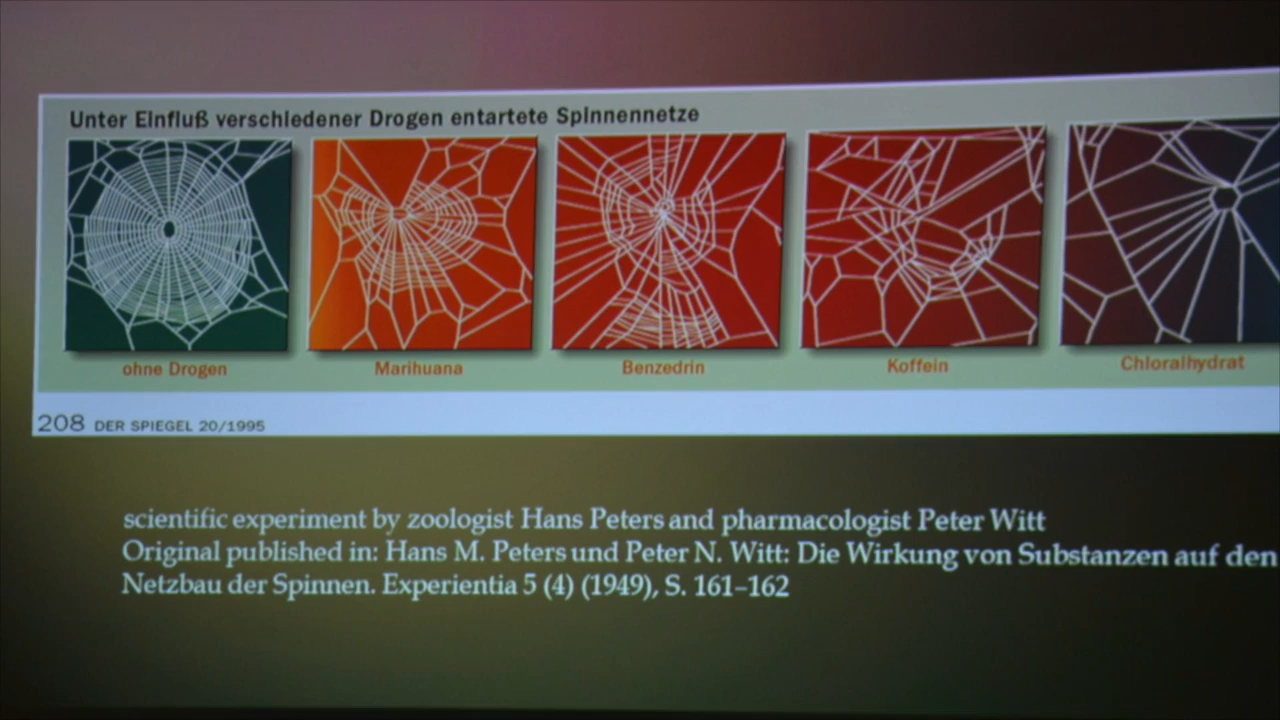 Unter Einfluß verschiedener Drogen entartete Spinnennetze
ohne Drogen
Marihuana
Benzedrin
Koffein
Chloralhydrat
208 DER SPIEGEL 20/1995
scientific experiment by zoologist Hans Peters and pharmacologist Peter Witt
Original published in: Hans M. Peters und Peter N. Witt: Die Wirkung von Substanzen auf den
Netzbau der Spinnen. Experientia 5 (4) (1949), S. 161–162